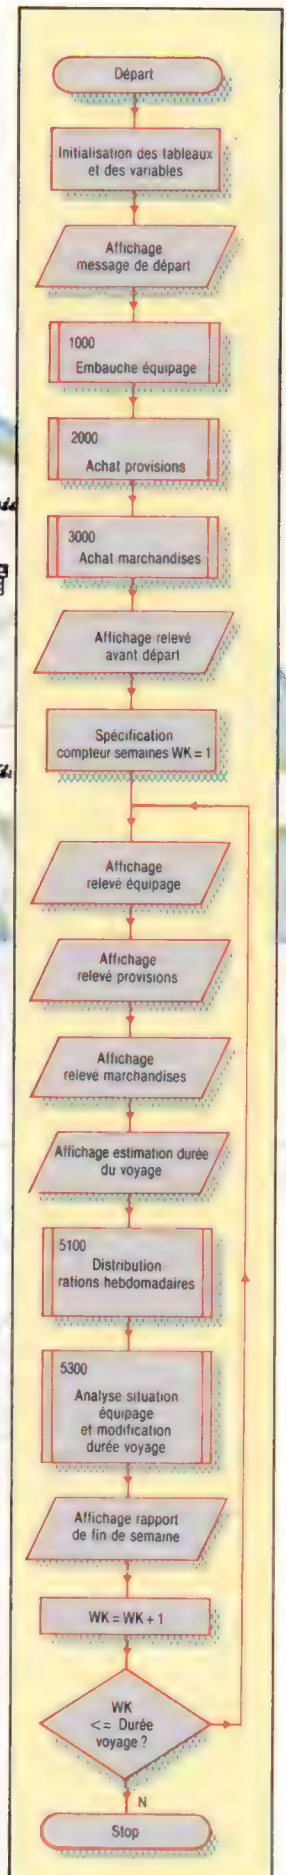 Départ
Initialisation des tableaux
et des variables
Affichage
message de départ
1000
Embauche équipage
2000
Achat provisions
3000
Achat marchandises
Affichage relevé
avant départ
Spécification
compteur semaines WK = 1
Affichage
relevé équipage
Affichage
relevé provisions
Affichage
relevé marchandises
Affichage estimation durée
du voyage
5100
Distribution
rations hebdomadaires
5300
Analyse situation
équipage
et modification
durée voyage
Affichage rapport
de fin de semaine
WK = WK + 1
WK
<= Durée
voyage ?
N
Stop